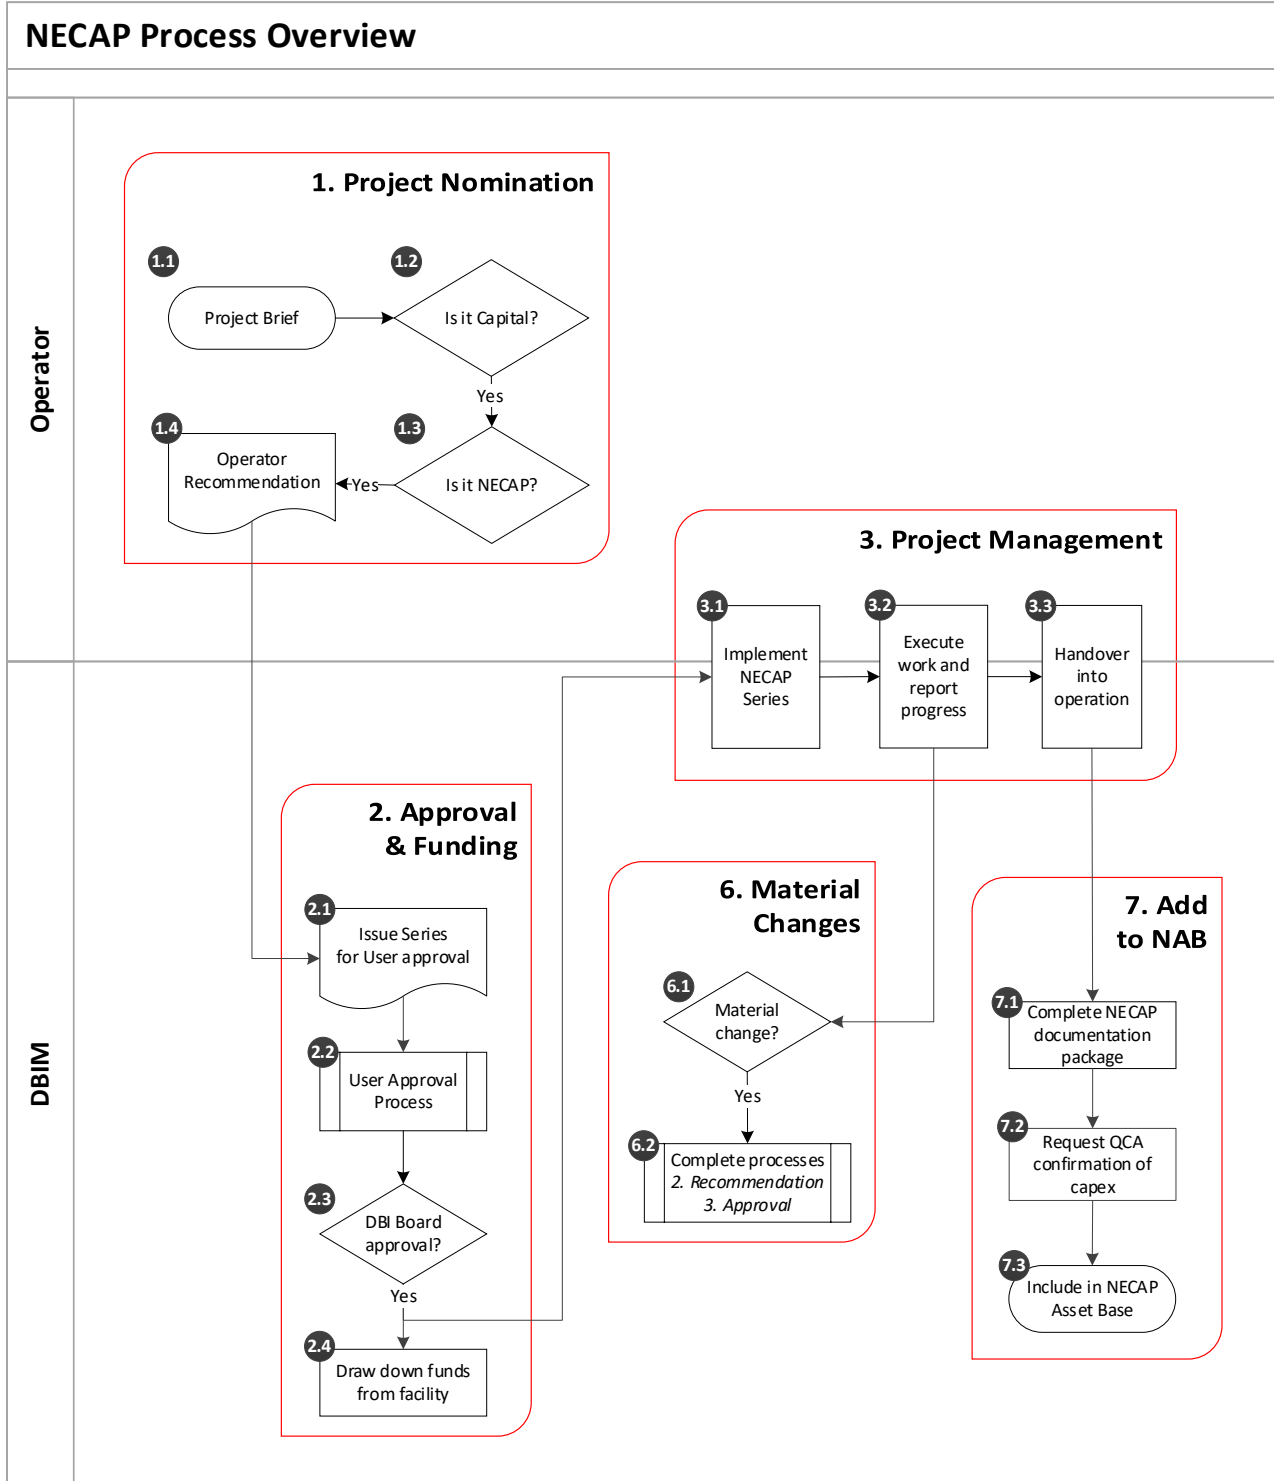 NECAP Process Overview
Operator
1. Project Nomination
1.1
Project Brief
1.2
Is it Capital?
Yes
1.3
Is it NECAP?
Yes
1.4
Operator
Recommendation
3. Project Management
3.1
Implement
NECAP
Series
3.2
Execute
work and
report
progress
3.3
Handover
into
operation
DBIM
2. Approval
& Funding
2.1
Issue Series
for User approval
2.2
User Approval
Process
2.3
DBI Board
approval?
Yes
2.4
Draw down funds
from facility
6. Material
Changes
6.1
Material
change?
Yes
6.2
Complete processes
2. Recommendation
3. Approval
7. Add
to NAB
7.1
Complete NECAP
documentation
package
7.2
Request QCA
confirmation of
capex
7.3
Include in NECAP
Asset Base